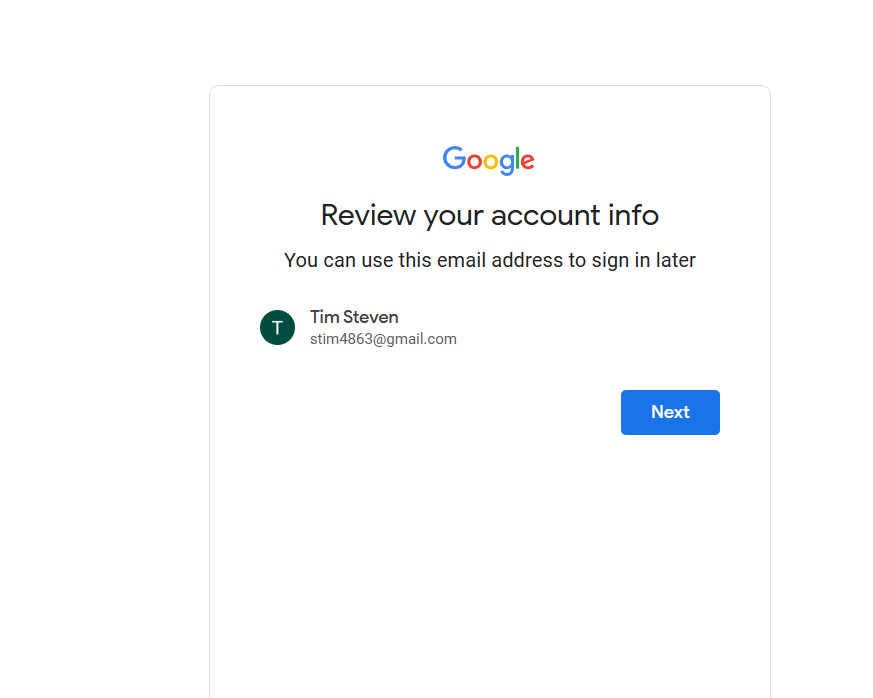 Google
Review your account info
You can use this email address to sign in later
T
Tim Steven
stim4863@gmail.com
Next